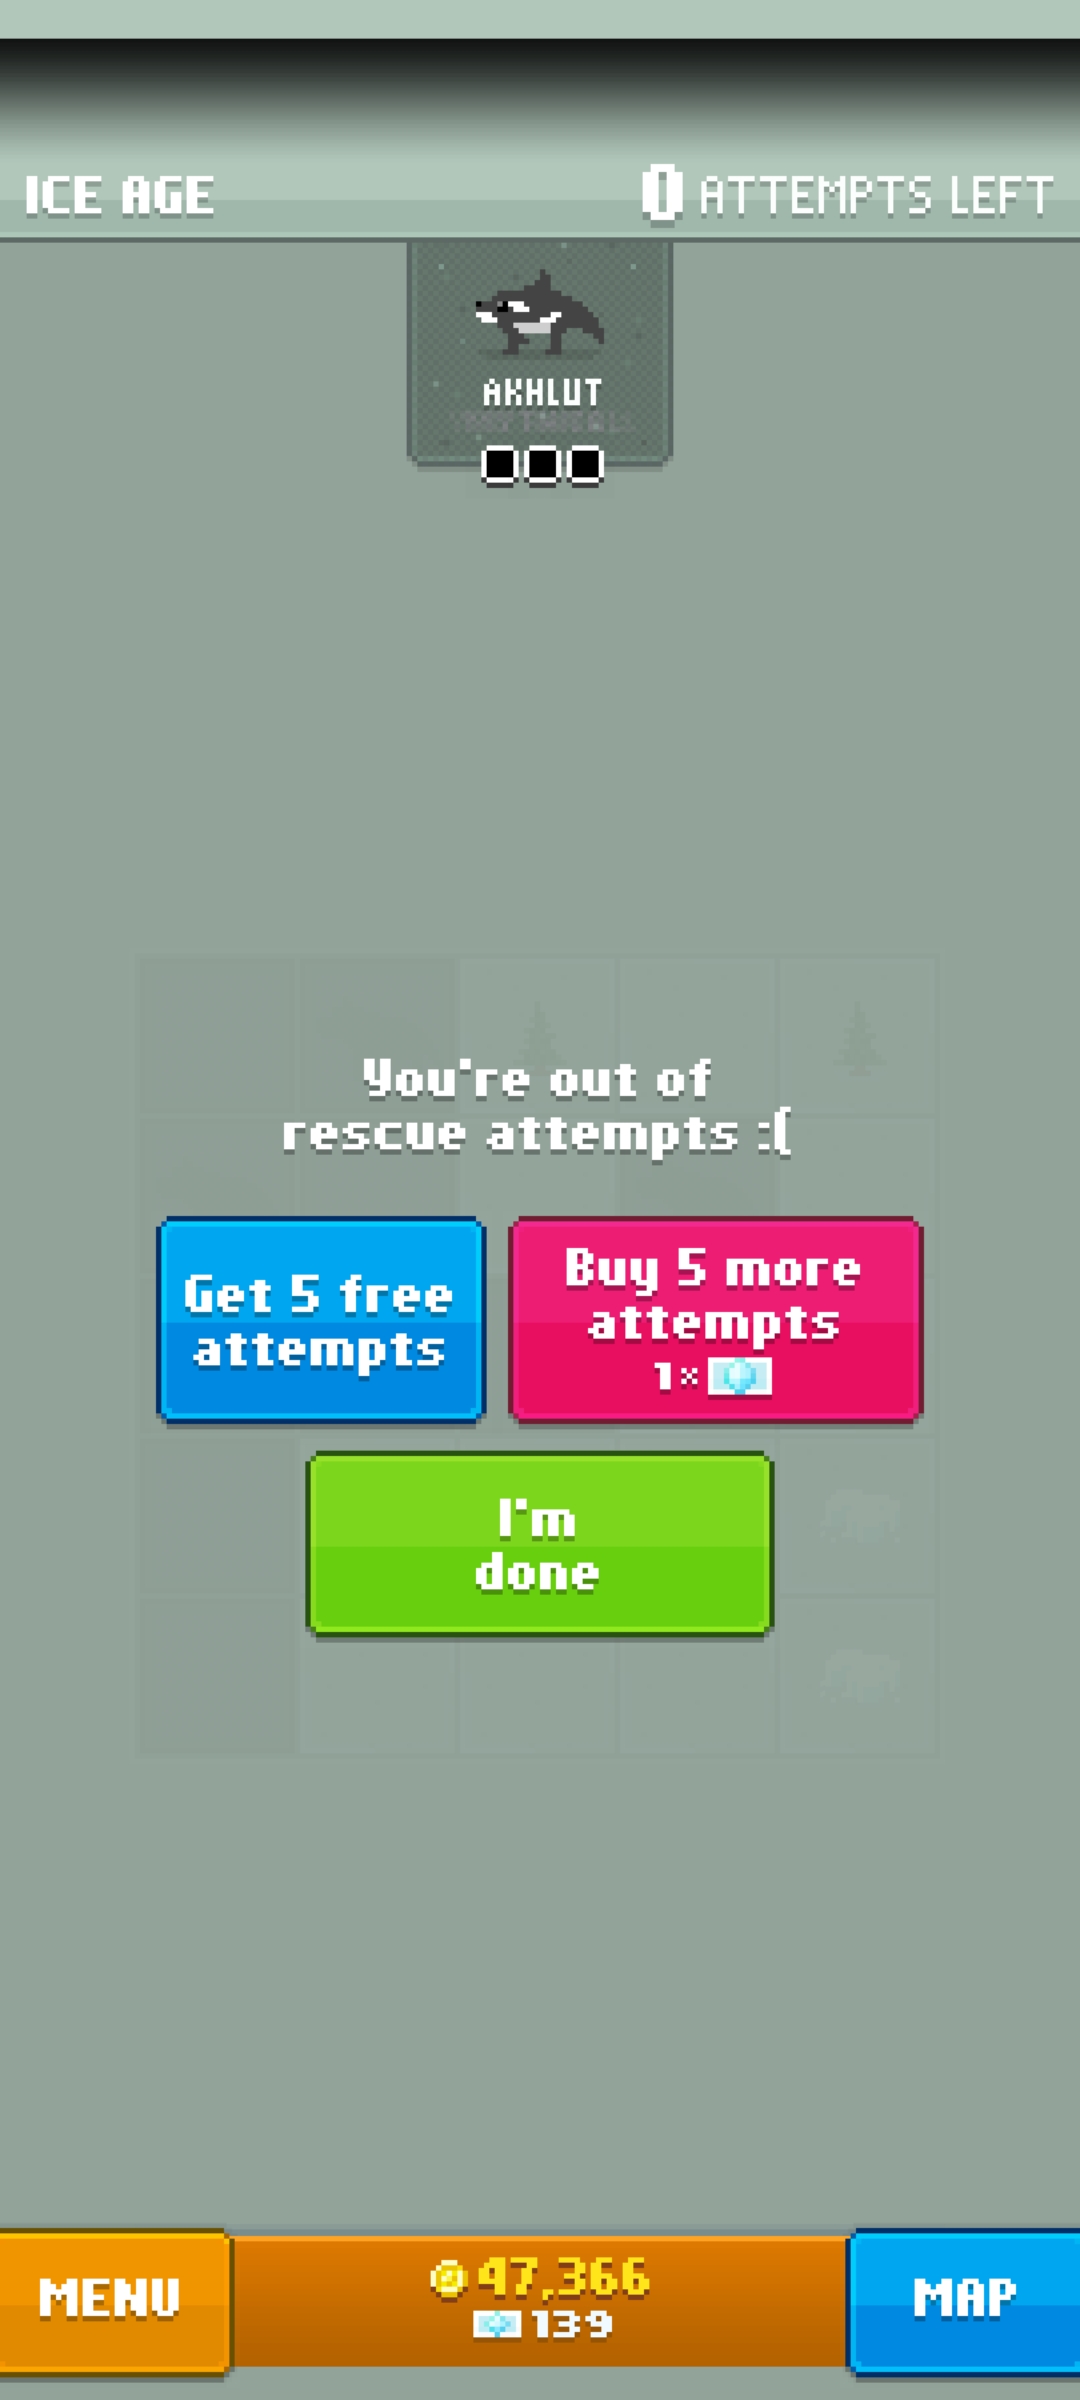 ICE AGE
0 ATTEMPTS LEFT
AKHLUT
You're out of
rescue attempts :(
Get 5 free
attempts
Buy 5 more
attempts
1×
I'm
done
MENU
47,366
139
MAP